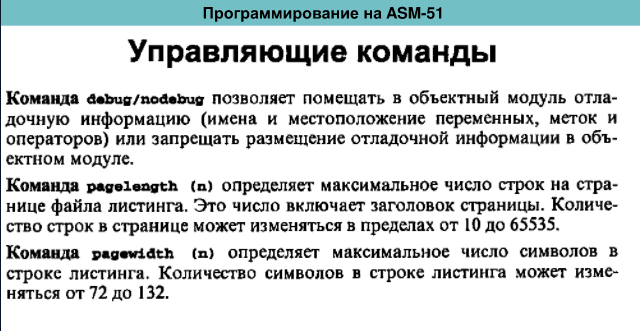 Программирование на ASM-51
Управляющие команды
Команда debug/nodebug позволяет помещать в объектный модуль отла-
дочную информацию (имена и местоположение переменных, меток и
операторов) или запрещать размещение отладочной информации в объ-
ектном модуле.
Команда pagelength (n) определяет максимальное число строк на стра-
нице файла листинга. Это число включает заголовок страницы. Количе-
ство строк в странице может изменяться в пределах от 10 до 65535.
Команда pagewidth (n) определяет максимальное число символов в
строке листинга. Количество символов в строке листинга может изме-
няться от 72 до 132.